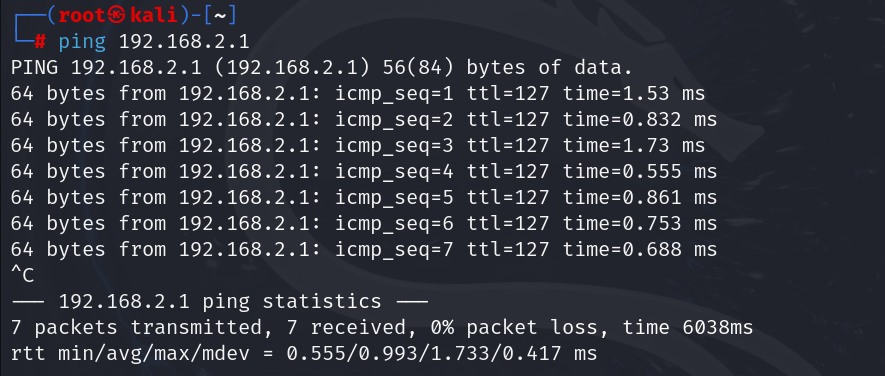 ┌──(root㉿kali)-[~]
└─# ping 192.168.2.1
PING 192.168.2.1 (192.168.2.1) 56(84) bytes of data.
64 bytes from 192.168.2.1: icmp_seq=1 ttl=127 time=1.53 ms
64 bytes from 192.168.2.1: icmp_seq=2 ttl=127 time=0.832 ms
64 bytes from 192.168.2.1: icmp_seq=3 ttl=127 time=1.73 ms
64 bytes from 192.168.2.1: icmp_seq=4 ttl=127 time=0.555 ms
64 bytes from 192.168.2.1: icmp_seq=5 ttl=127 time=0.861 ms
64 bytes from 192.168.2.1: icmp_seq=6 ttl=127 time=0.753 ms
64 bytes from 192.168.2.1: icmp_seq=7 ttl=127 time=0.688 ms
^C
--- 192.168.2.1 ping statistics ---
7 packets transmitted, 7 received, 0% packet loss, time 6038ms
rtt min/avg/max/mdev = 0.555/0.993/1.733/0.417 ms